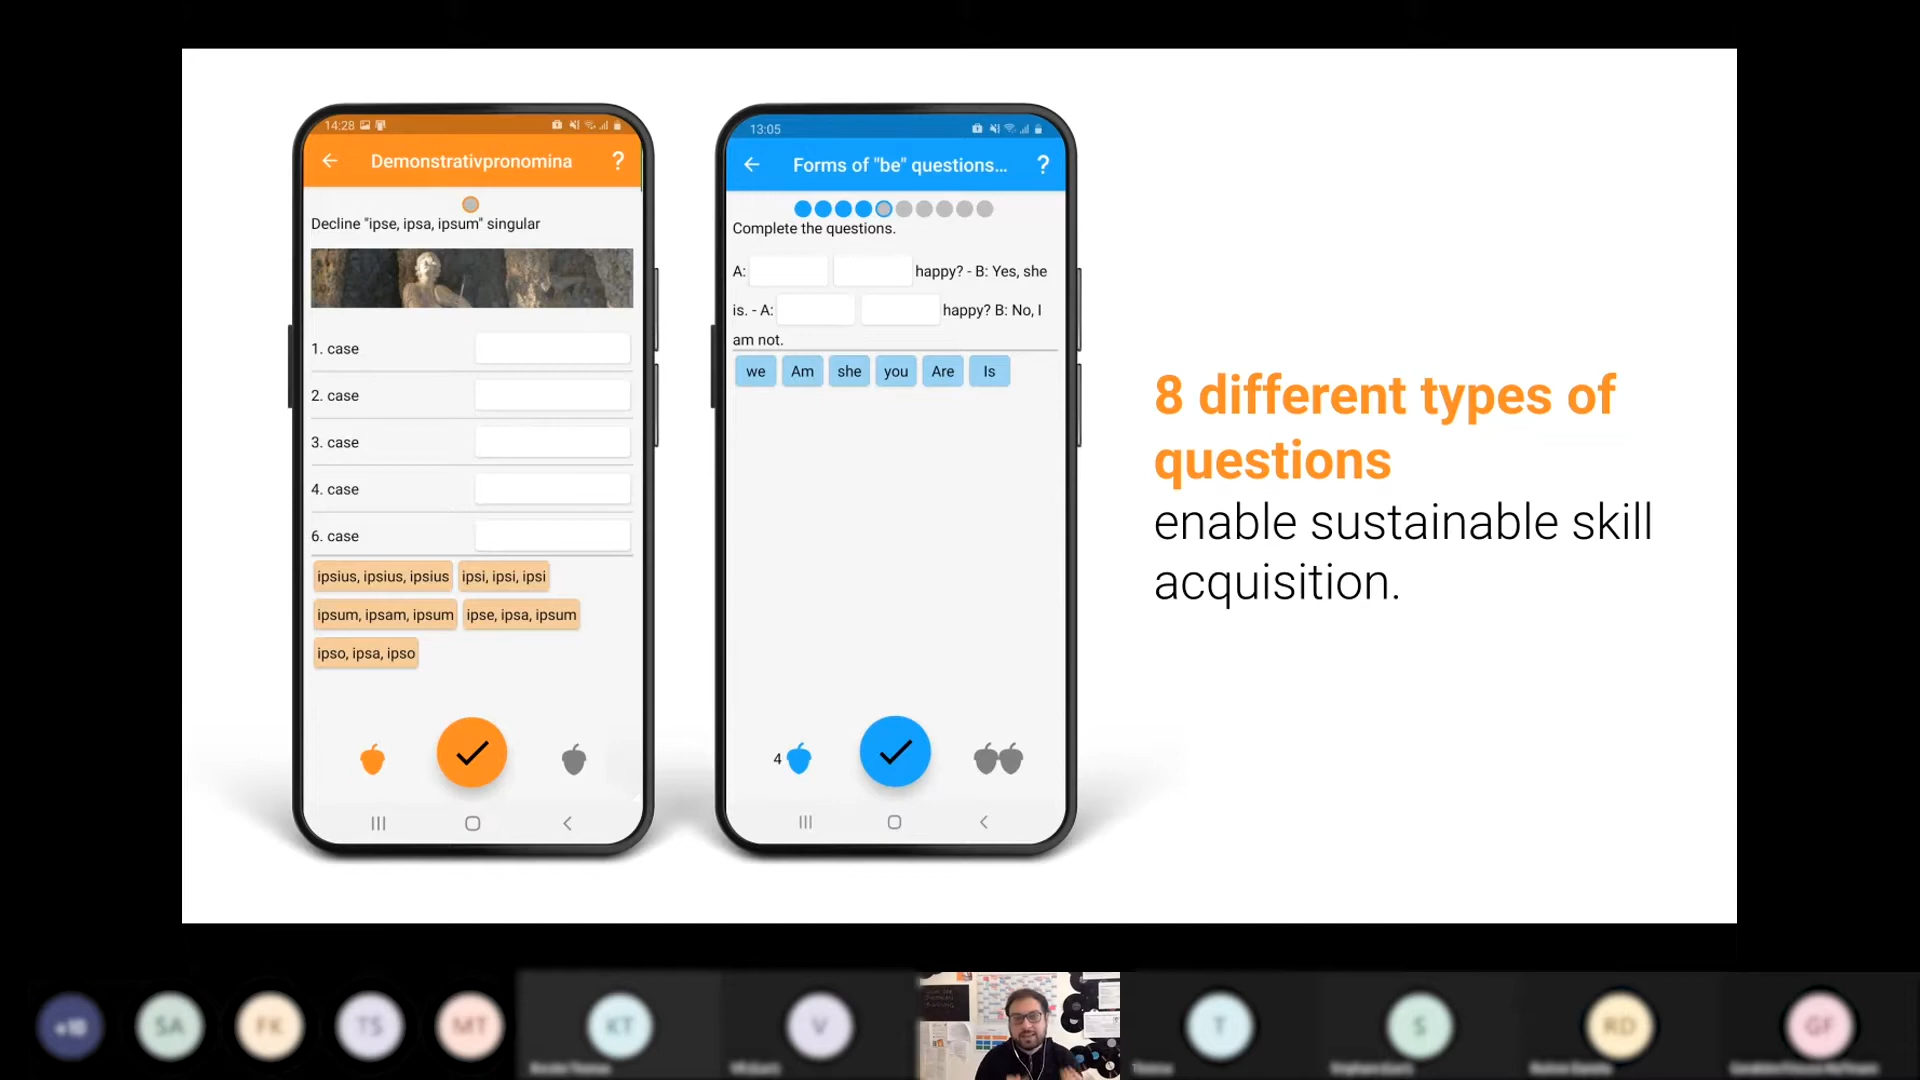 14:28
Demonstrativpronomina ?
Decline "ipse, ipsa, ipsum" singular
1. case
2. case
3. case
4. case
6. case
ipsius, ipsius, ipsius ipsi, ipsi, ipsi
ipsum, ipsam, ipsum ipse, ipsa, ipsum
ipso, ipsa, ipso
13:05
Forms of "be" questions... ?
Complete the questions.
A: happy? - B: Yes, she
is. - A: happy? B: No, I
am not.
we Am she you Are Is
4
8 different types of
questions
enable sustainable skill
acquisition.
+10 SA FK TS MT KT V T S RD GF